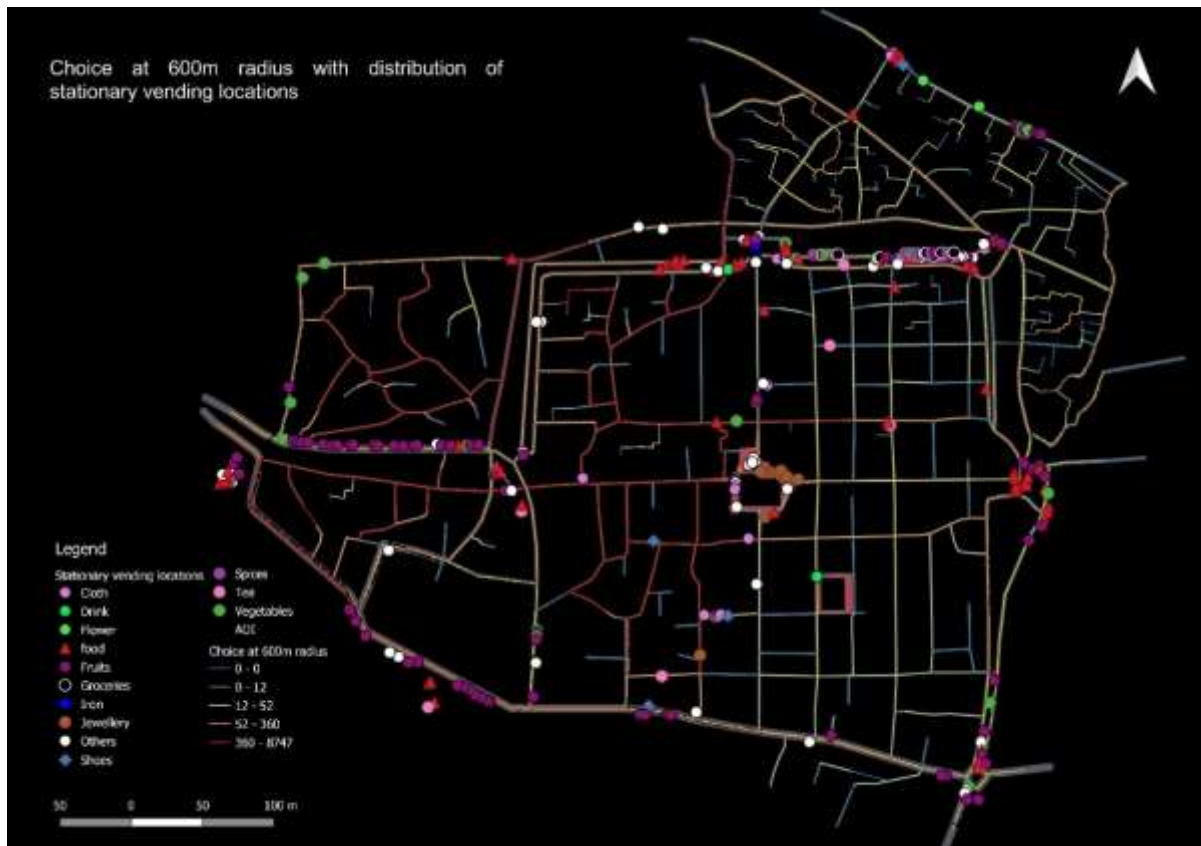 Choice at 600m radius with distribution of
stationary vending locations
Legend
Stationary vending locations
Cloth
Drink
Flower
food
Fruits
Groceries
Iron
Jewellery
Others
Shoes
Spices
Tea
Vegetables
AOI
Choice at 600m radius
0 - 0
0 - 12
12 - 52
52 - 360
360 - 8747
50 0 50 100 m